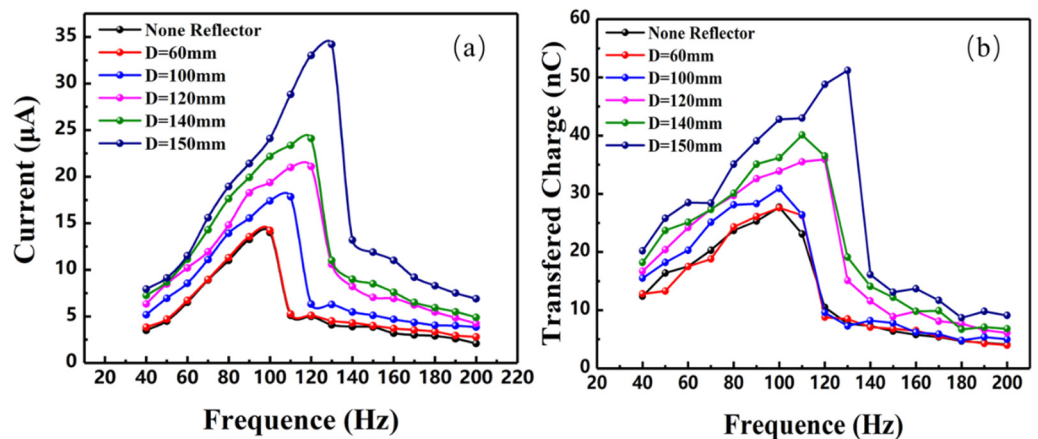 (a)
None Reflector
D=60mm
D=100mm
D=120mm
D=140mm
D=150mm
Current (μA)
35
30
25
20
15
10
5
0
20 40 60 80 100 120 140 160 180 200 220
Frequence (Hz)
(b)
None Reflector
D=60mm
D=100mm
D=120mm
D=140mm
D=150mm
Transferred Charge (nC)
60
50
40
30
20
10
0
20 40 60 80 100 120 140 160 180 200
Frequence (Hz)